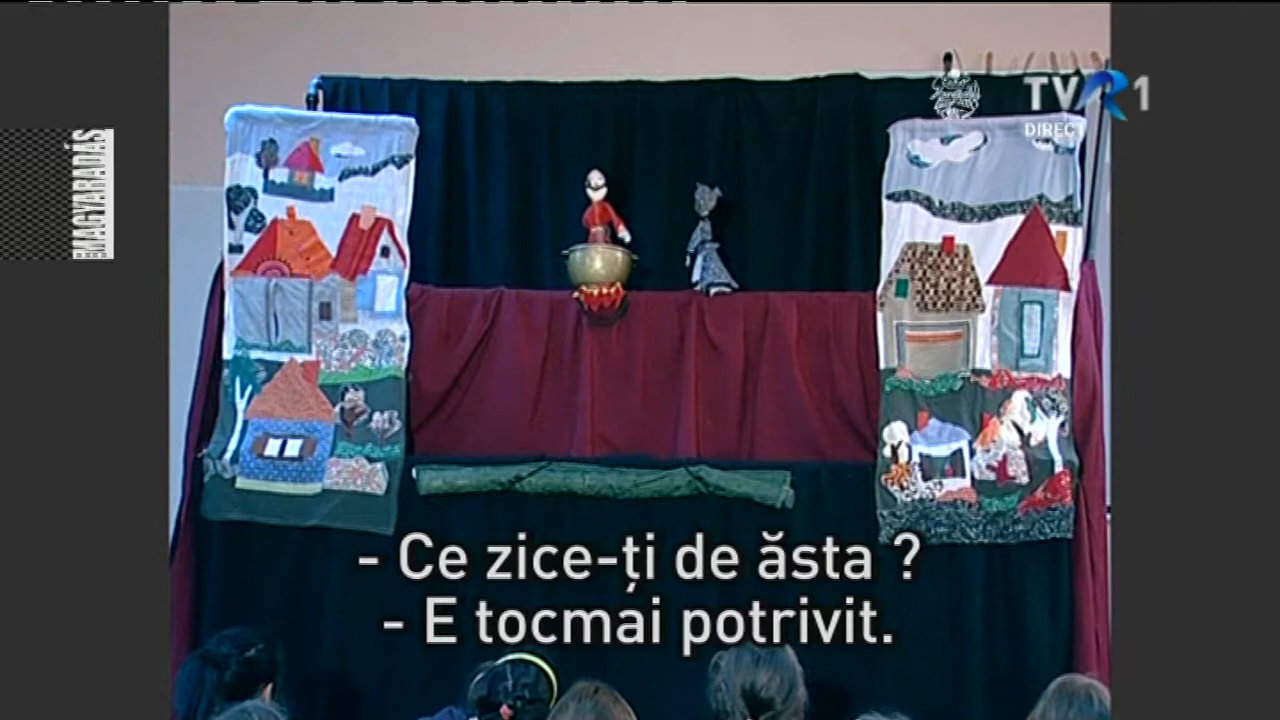 TVR1
DIRECT
MAGYARADÁS
- Ce zice-ți de ăsta ?
- E tocmai potrivit.